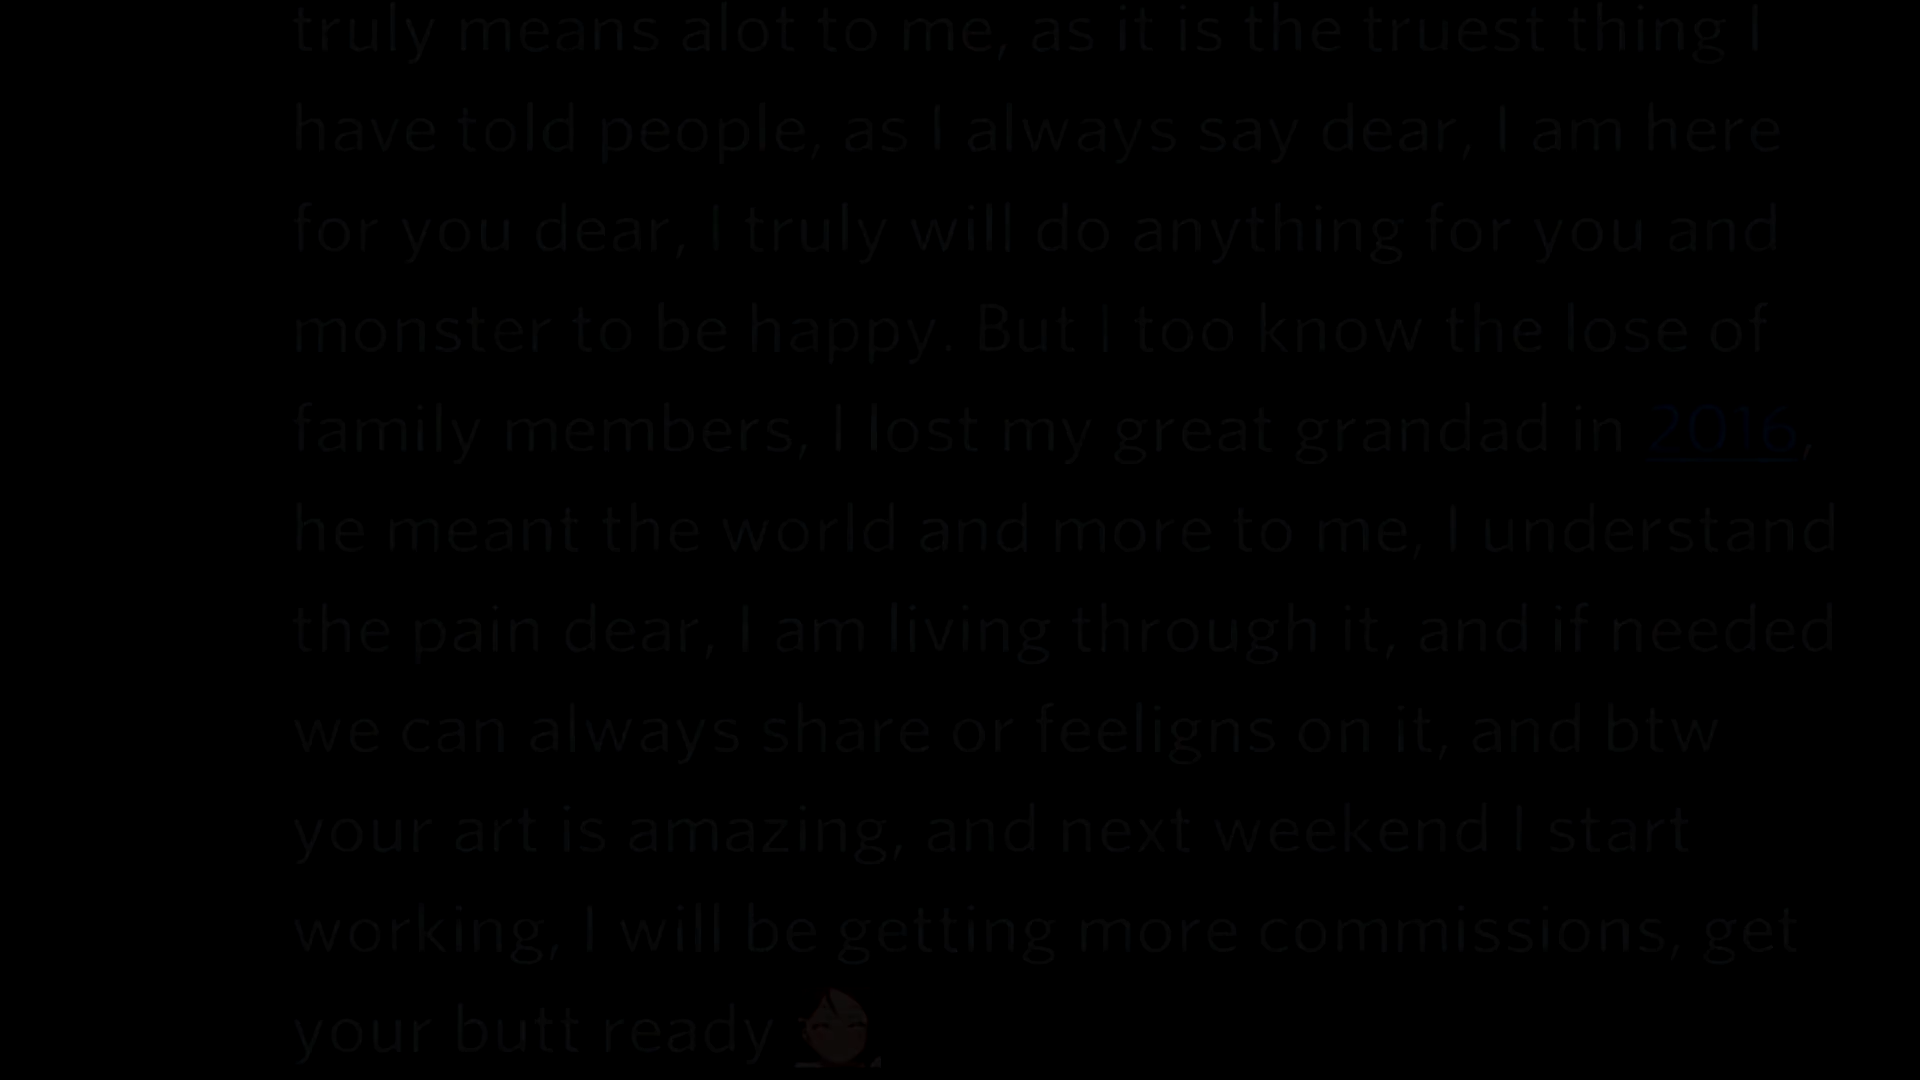 truly means alot to me, as it is the truest thing I
have told people, as I always say dear, I am here
for you dear, I truly will do anything for you and
monster to be happy. But I too know the lose of
family members, I lost my great grandad in 2016,
he meant the world and more to me, I understand
the pain dear, I am living through it, and if needed
we can always share or feeligns on it, and btw
your art is amazing, and next weekend I start
working, I will be getting more commissions, get
your butt ready